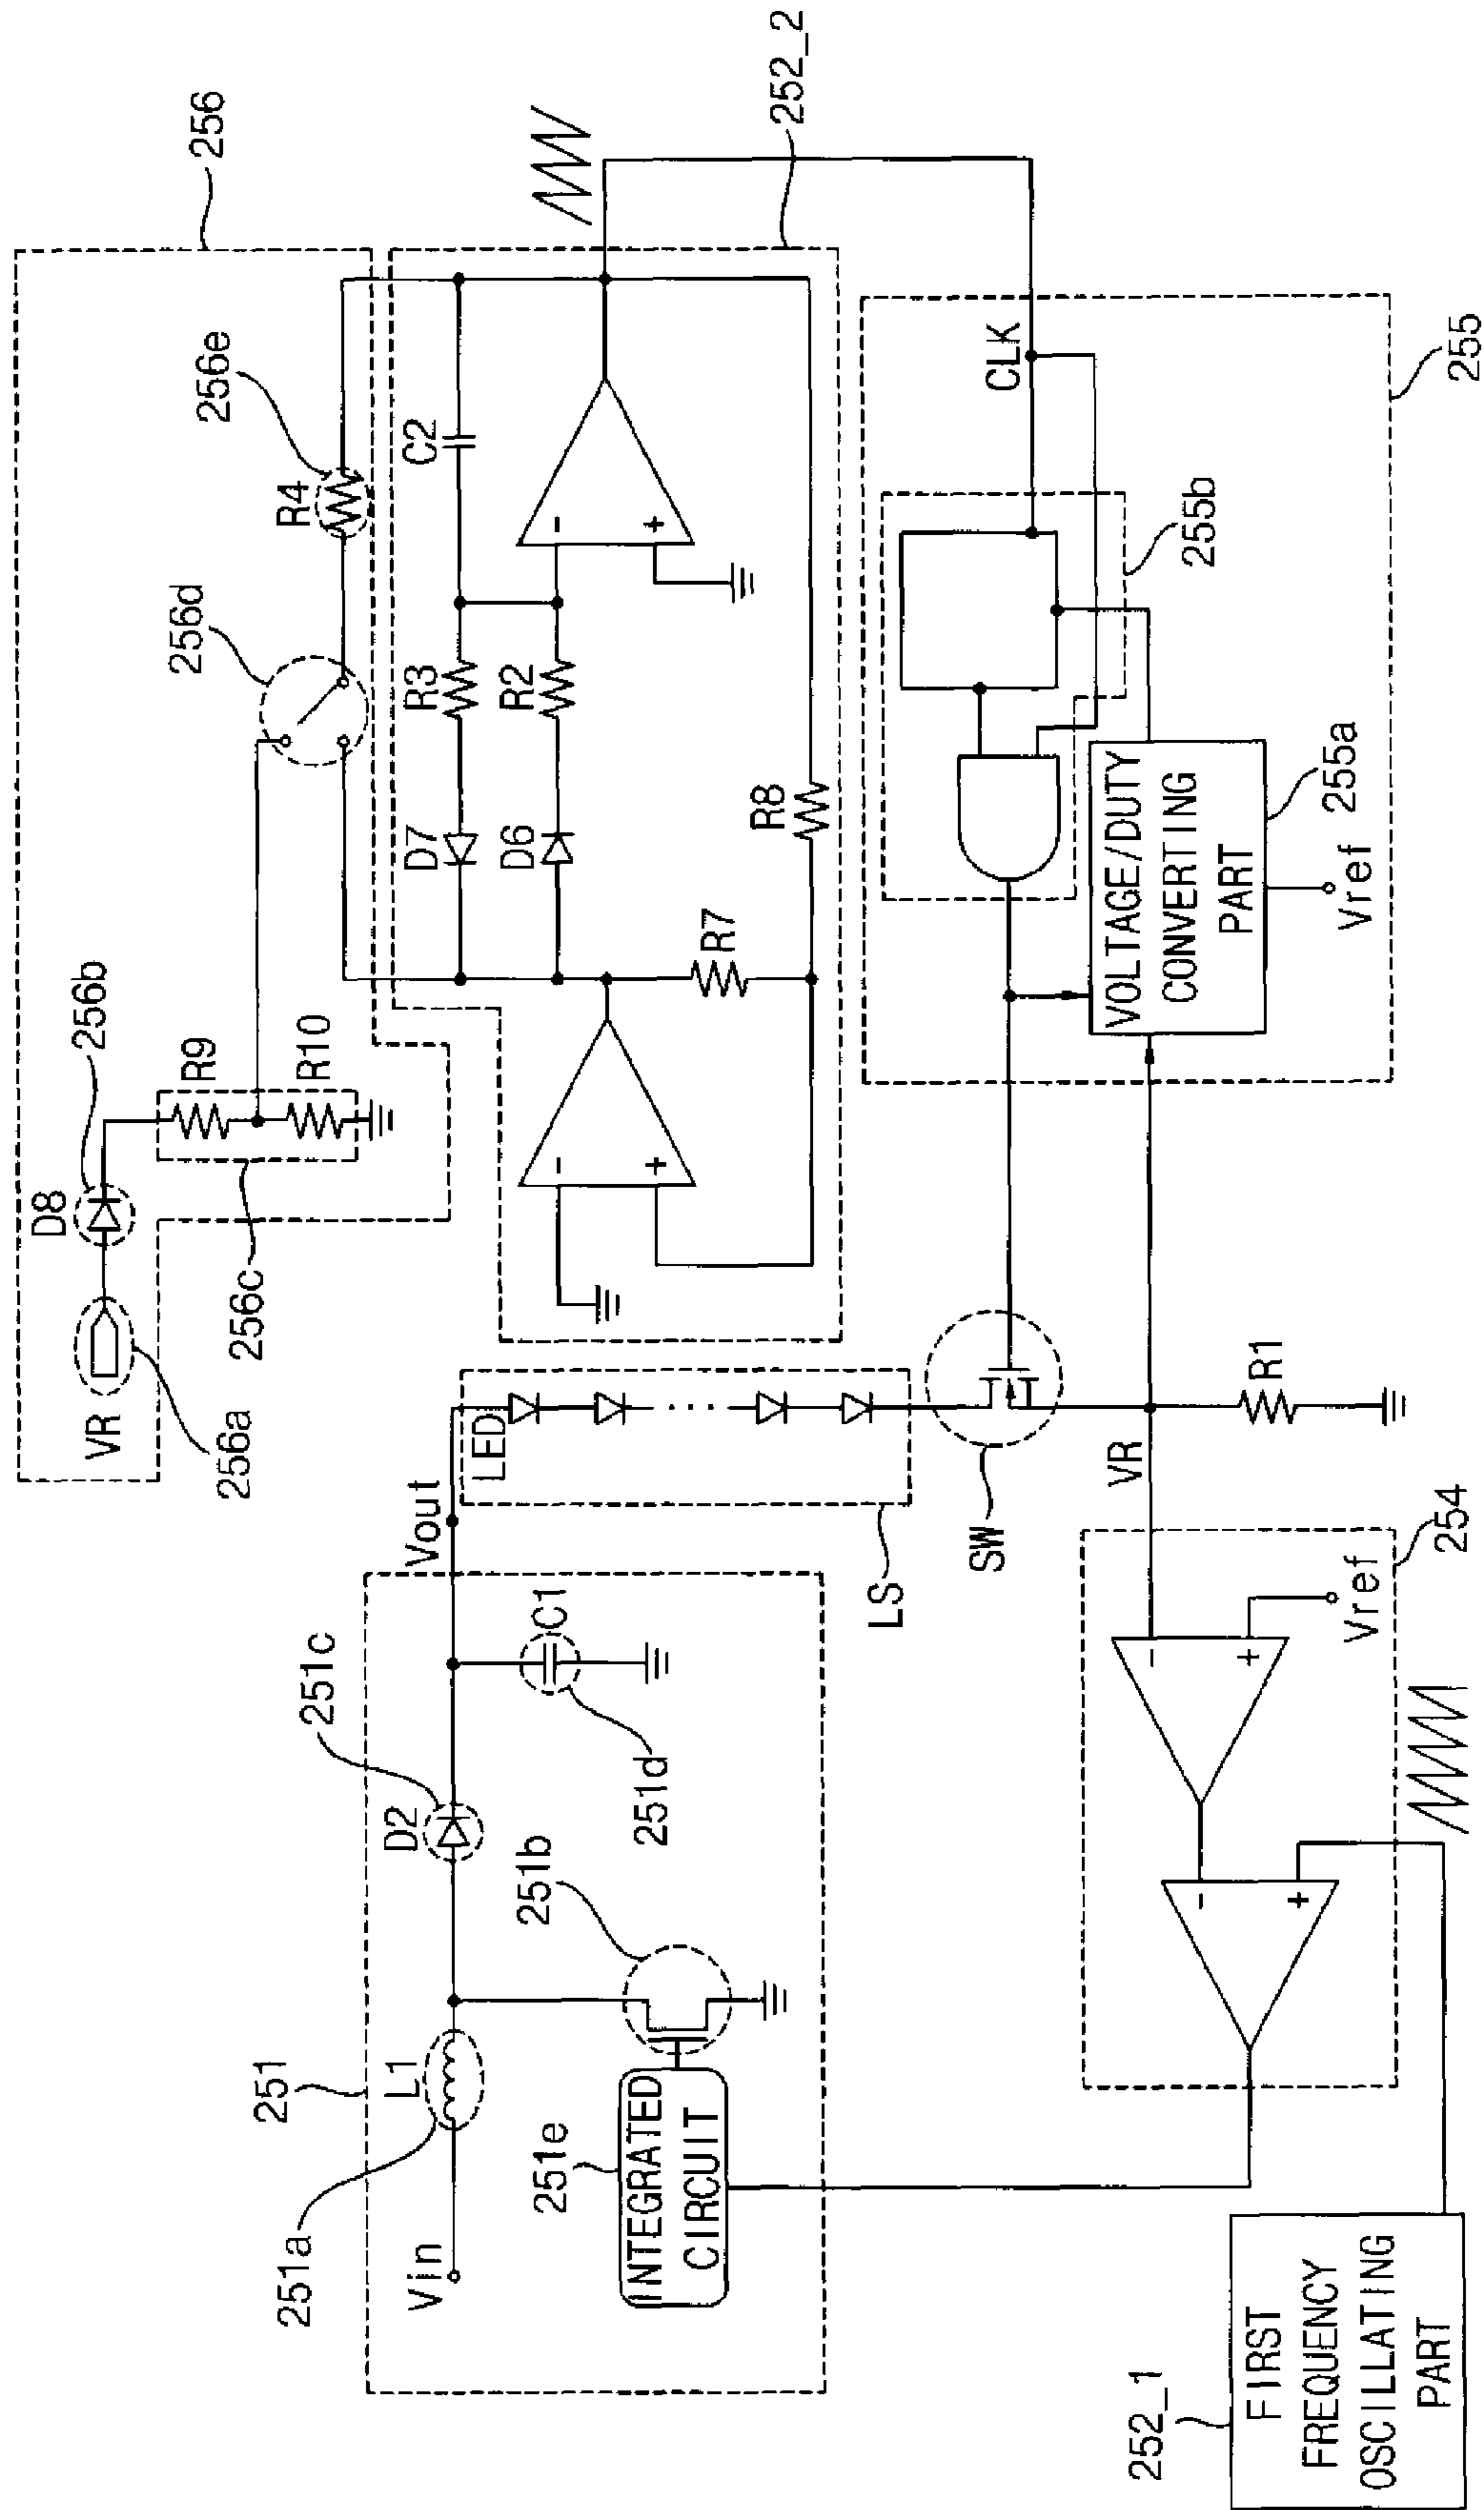 256
VR
256a
D8
256b
R9
R10
256c
256d
R4
256e
252_2
D7
R3
C2
D6
R2
R7
R8
-
+
-
+
251
251a
L1
Vin
251e
INTEGRATED
CIRCUIT
251b
D2
251c
251d
C1
Vout
LED
LS
SW
VR
R1
CLK
255b
VOLTAGE/DUTY
CONVERTING
PART
255a
Vref
255
254
-
+
Vref
-
+
252_1
FIRST
FREQUENCY
OSCILLATING
PART